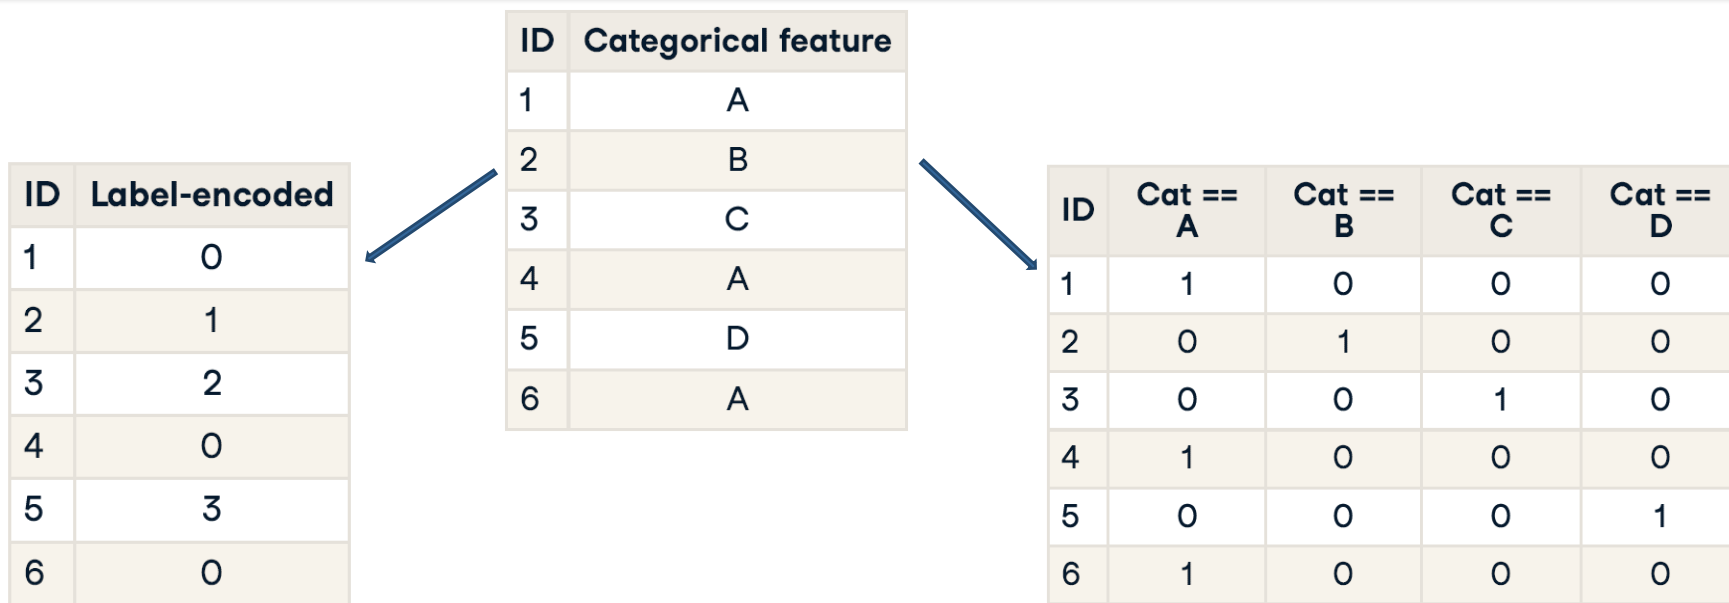 ID Categorical feature
1 A
2 B
3 C
4 A
5 D
6 A
ID Label-encoded
1 0
2 1
3 2
4 0
5 3
6 0
ID Cat == A Cat == B Cat == C Cat == D
1 1 0 0 0
2 0 1 0 0
3 0 0 1 0
4 1 0 0 0
5 0 0 0 1
6 1 0 0 0